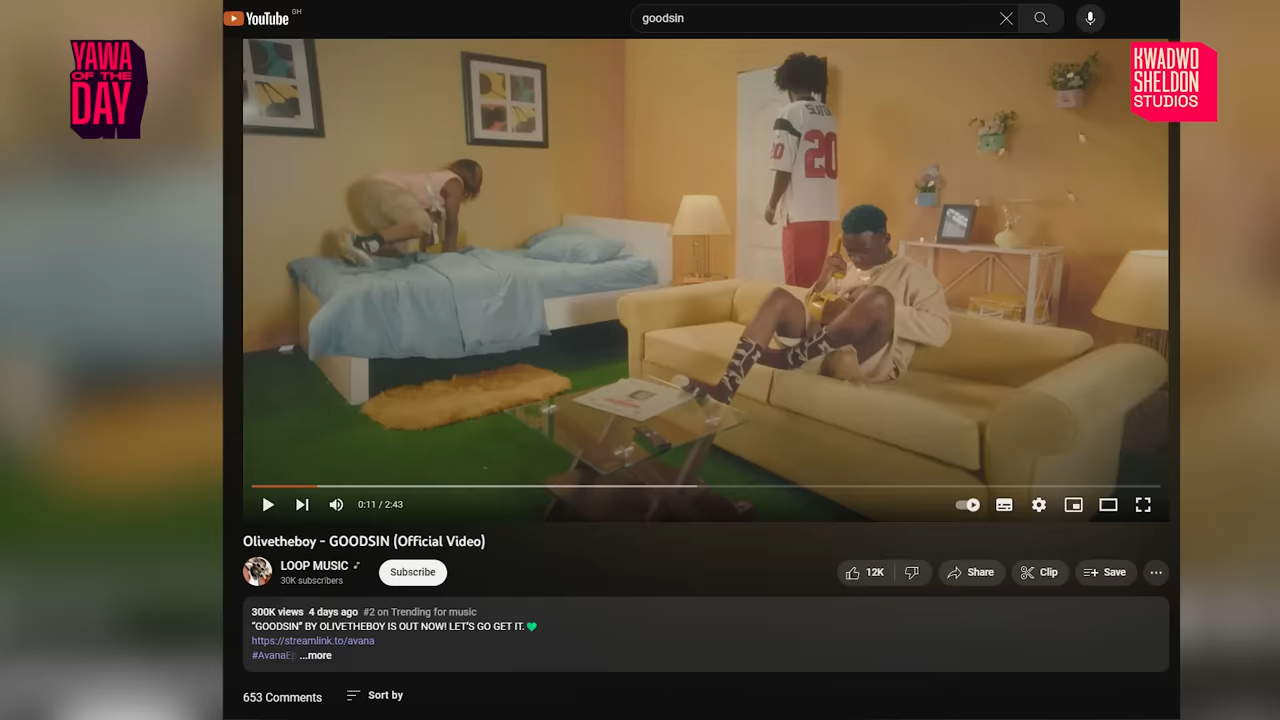 YouTube GH
goodsin
YAWA
OF THE
DAY
KWADWO
SHELDON
STUDIOS
20
20
0:11 / 2:43
Olivetheboy - GOODSIN (Official Video)
LOOP MUSIC
30K subscribers
Subscribe
12K
Share
Clip
Save
300K views 4 days ago #2 on Trending for music
"GOODSIN" BY OLIVETHEBOY IS OUT NOW! LET'S GO GET IT.
https://streamlink.to/avana
#AvanaE ...more
653 Comments
Sort by